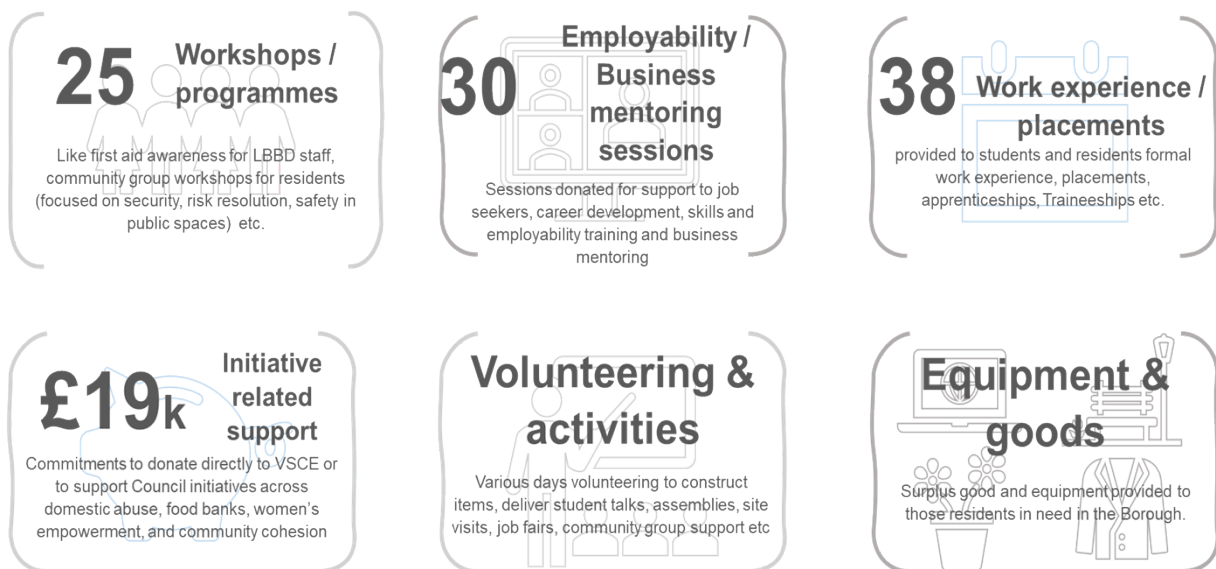 25
Workshops /
programmes
Like first aid awareness for LBBD staff,
community group workshops for residents
(focused on security, risk resolution, safety in
public spaces) etc.
30
Employability /
Business
mentoring
sessions
Sessions donated for support to job
seekers, career development, skills and
employability training and business
mentoring
38
Work experience /
placements
provided to students and residents formal
work experience, placements,
apprenticeships, Traineeships etc.
£19k
Initiative
related
support
Commitments to donate directly to VSCE or
to support Council initiatives across
domestic abuse, food banks, women's
empowerment, and community cohesion
Volunteering &
activities
Various days volunteering to construct
items, deliver student talks, assemblies, site
visits, job fairs, community group support etc
Equipment &
goods
Surplus good and equipment provided to
those residents in need in the Borough.